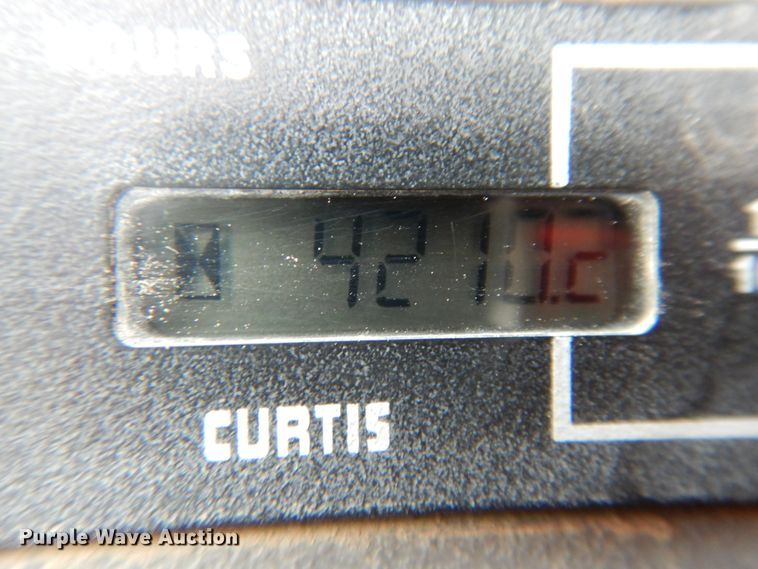 HOURS
4210.2
CURTIS
Purple Wave Auction